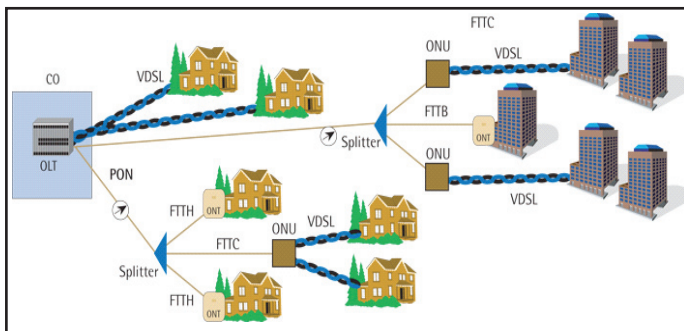 FTTC
CO
VDSL
ONU
VDSL
FTTB
ONT
OLT
Splitter
ONU
PON
VDSL
FTTH
ONT
ONU
VDSL
FTTC
Splitter
FTTH
ONT